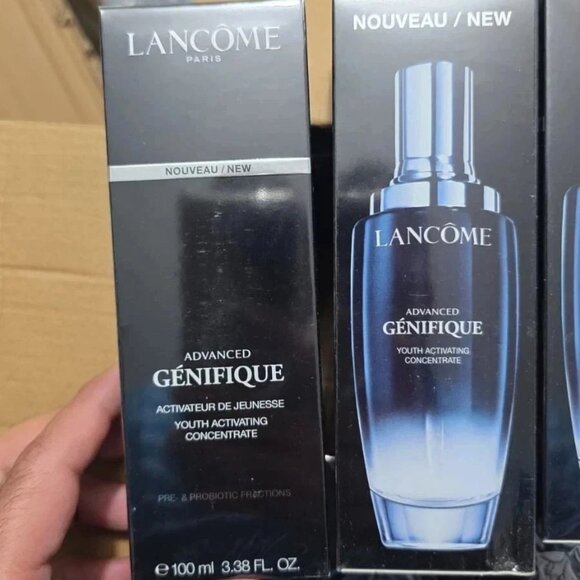 LANCÔME
PARIS
NOUVEAU / NEW
ADVANCED
GÉNIFIQUE
ACTIVATEUR DE JEUNESSE
YOUTH ACTIVATING
CONCENTRATE
PRE- & PROBIOTIC FRACTIONS
e 100 ml 3.38 FL. OZ.
NOUVEAU / NEW
LANCÔME
ADVANCED
GÉNIFIQUE
YOUTH ACTIVATING
CONCENTRATE